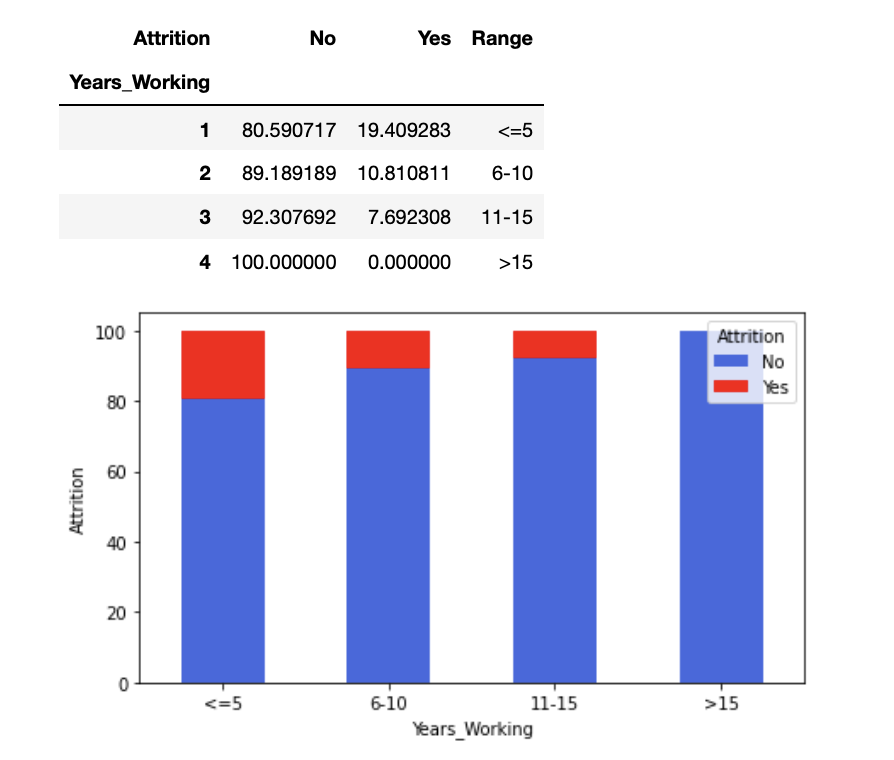 Attrition No Yes Range
Years_Working
1 80.590717 19.409283 <=5
2 89.189189 10.810811 6-10
3 92.307692 7.692308 11-15
4 100.000000 0.000000 >15
100
80
60
40
20
0
Attrition
Attrition
No
Yes
<=5 6-10 11-15 >15
Years_Working